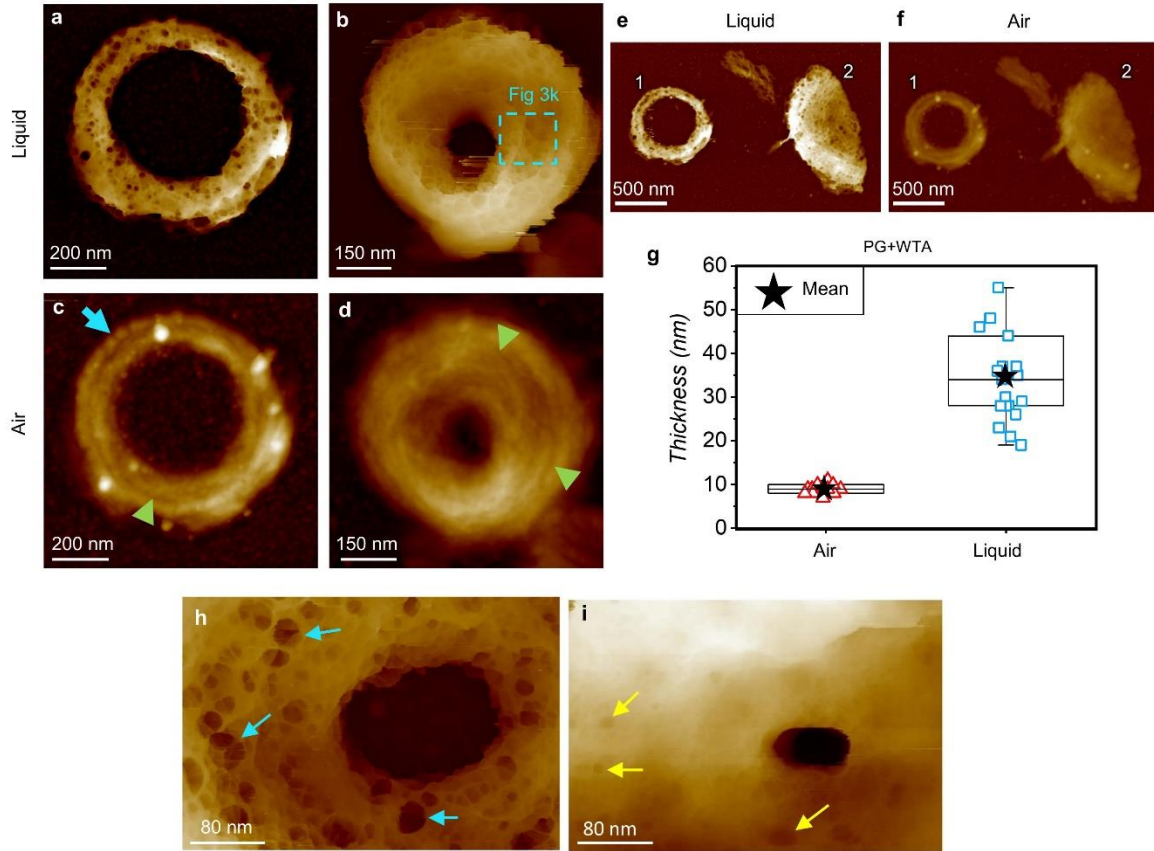 a
b
Fig 3k
200 nm
150 nm
Liquid
c
d
200 nm
150 nm
Air
e
Liquid
f
Air
1
2
500 nm
1
2
500 nm
g
PG+WTA
Mean
Thickness (nm)
60
50
40
30
20
10
0
Air
Liquid
h
80 nm
i
80 nm